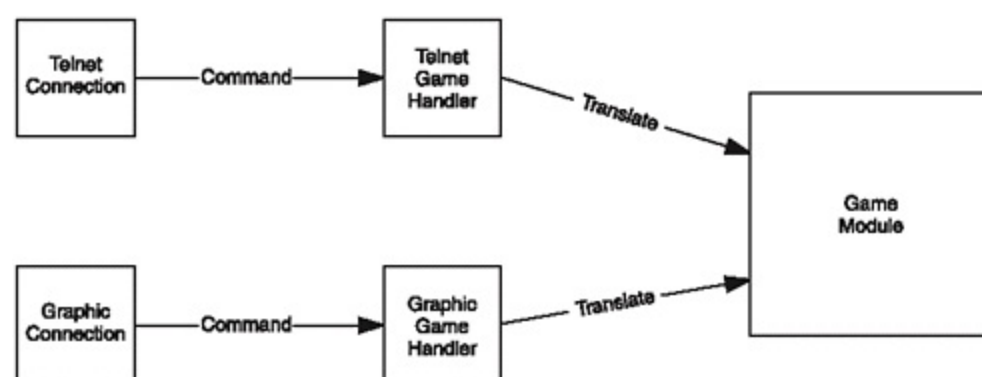 Telnet
Connection
Command
Telnet
Game
Handler
Translate
Game
Module
Graphic
Connection
Command
Graphic
Game
Handler
Translate